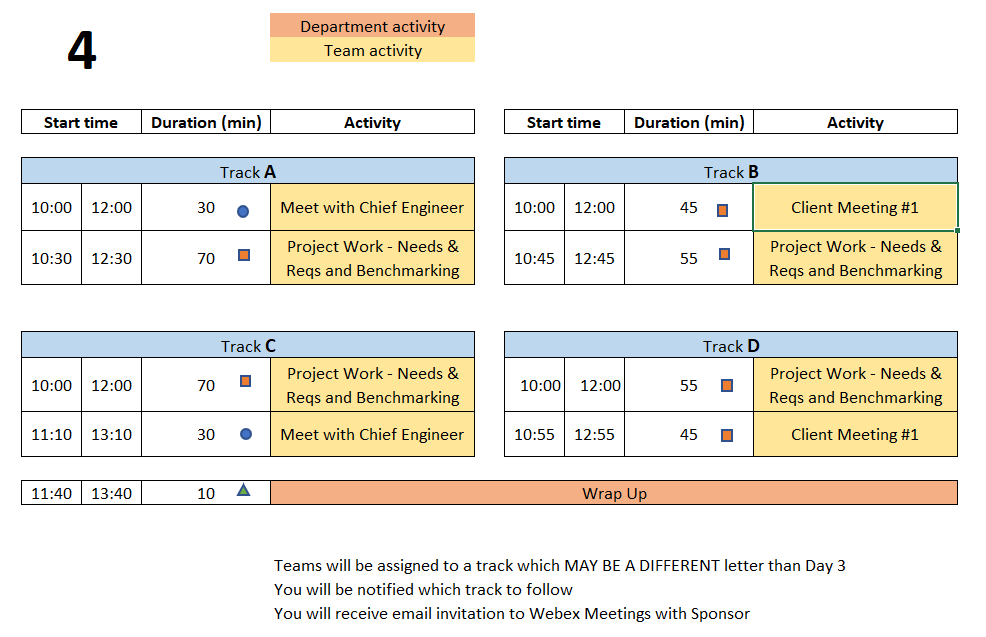 4
Department activity
Team activity
Start time Duration (min) Activity
Start time Duration (min) Activity
Track A
10:00 12:00 30 Meet with Chief Engineer
10:30 12:30 70 Project Work - Needs &
Reqs and Benchmarking
Track B
10:00 12:00 45 Client Meeting #1
10:45 12:45 55 Project Work - Needs &
Reqs and Benchmarking
Track C
10:00 12:00 70 Project Work - Needs &
Reqs and Benchmarking
11:10 13:10 30 Meet with Chief Engineer
Track D
10:00 12:00 55 Project Work - Needs &
Reqs and Benchmarking
10:55 12:55 45 Client Meeting #1
11:40 13:40 10 Wrap Up
Teams will be assigned to a track which MAY BE A DIFFERENT letter than Day 3
You will be notified which track to follow
You will receive email invitation to Webex Meetings with Sponsor